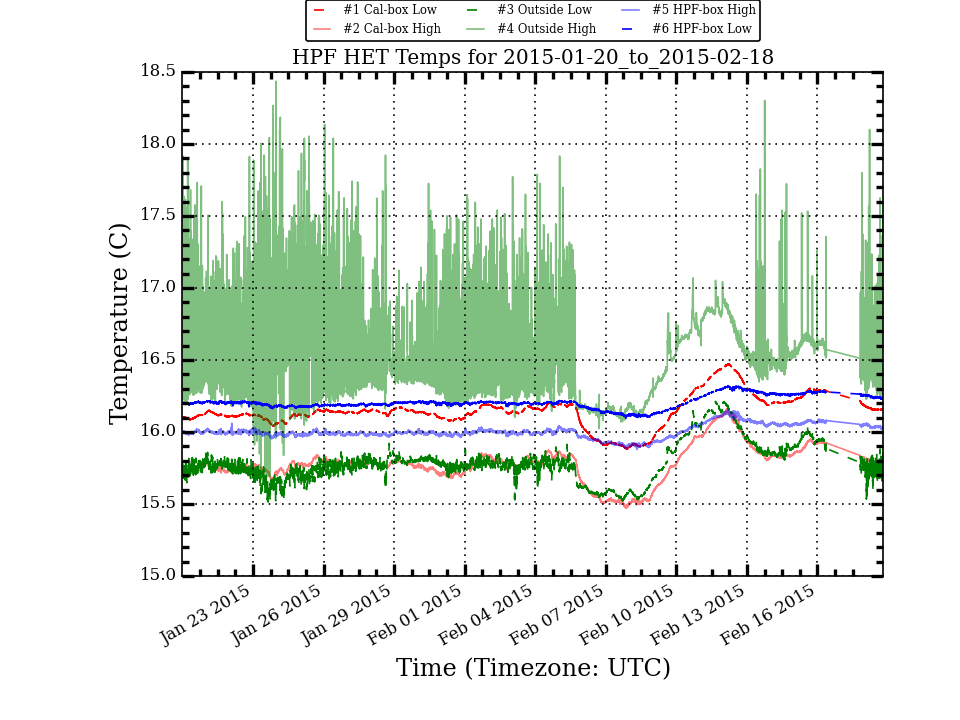 #1 Cal-box Low #3 Outside Low #5 HPF-box High
#2 Cal-box High #4 Outside High #6 HPF-box Low
HPF HET Temps for 2015-01-20_to_2015-02-18
18.5
18.0
17.5
17.0
16.5
16.0
15.5
15.0
Temperature (C)
Jan 23 2015 Jan 26 2015 Jan 29 2015 Feb 01 2015 Feb 04 2015 Feb 07 2015 Feb 10 2015 Feb 13 2015 Feb 16 2015
Time (Timezone: UTC)